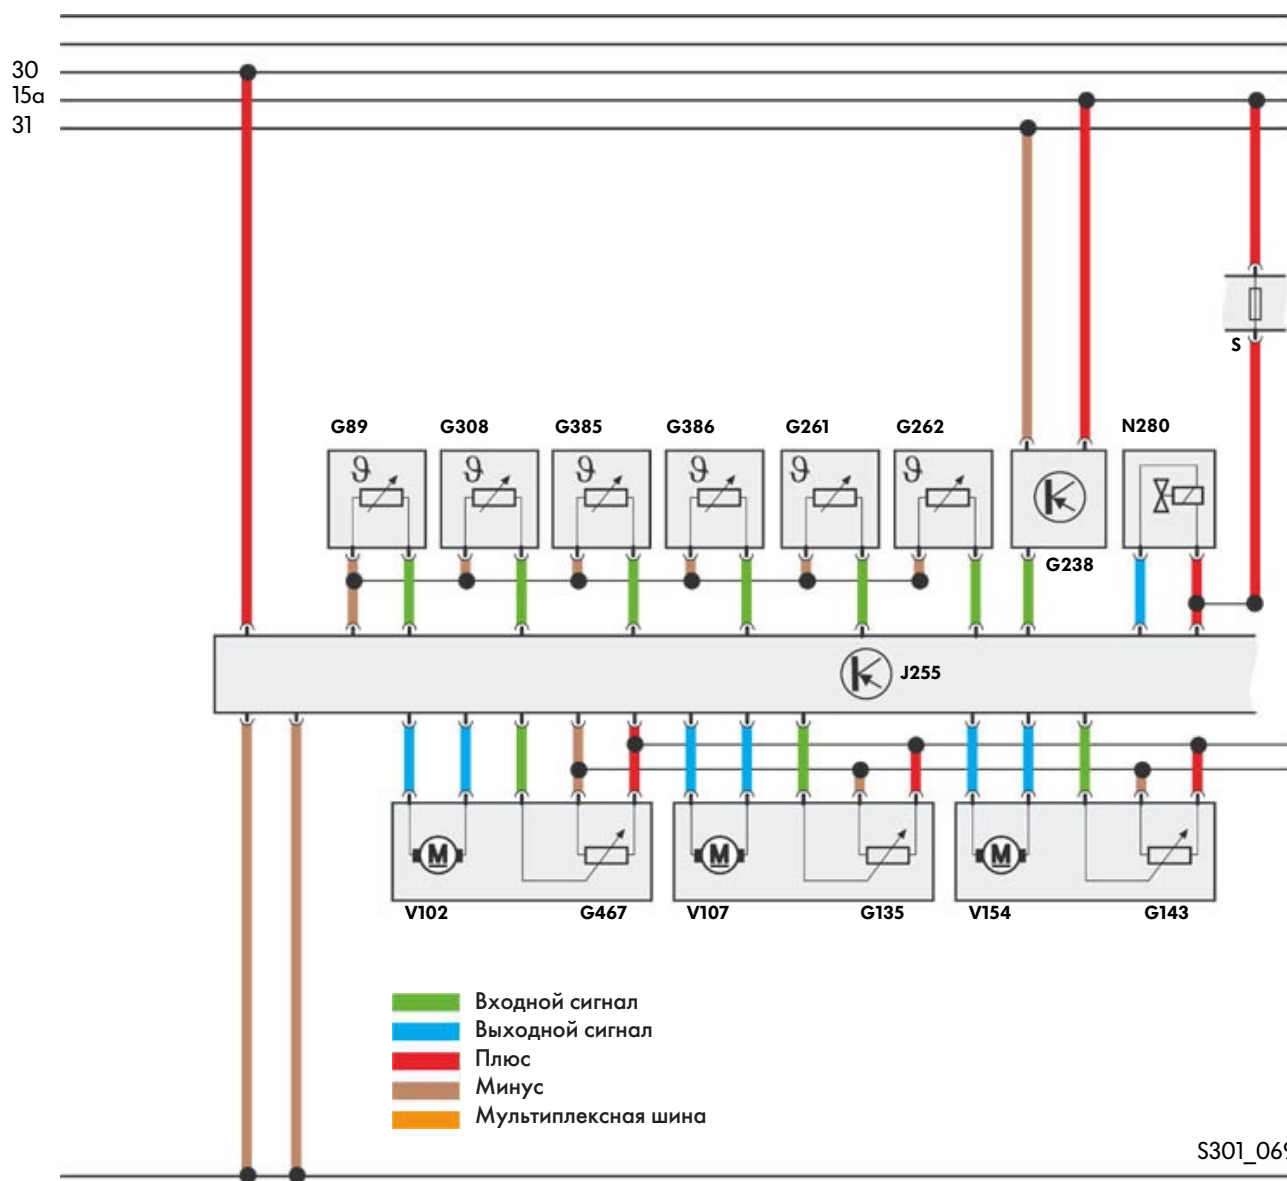 30
15a
31
S
G89 G308 G385 G386 G261 G262 N280
G238
J255
M M M
V102 G467 V107 G135 V154 G143
Входной сигнал
Выходной сигнал
Плюс
Минус
Мультиплексная шина
S301_069